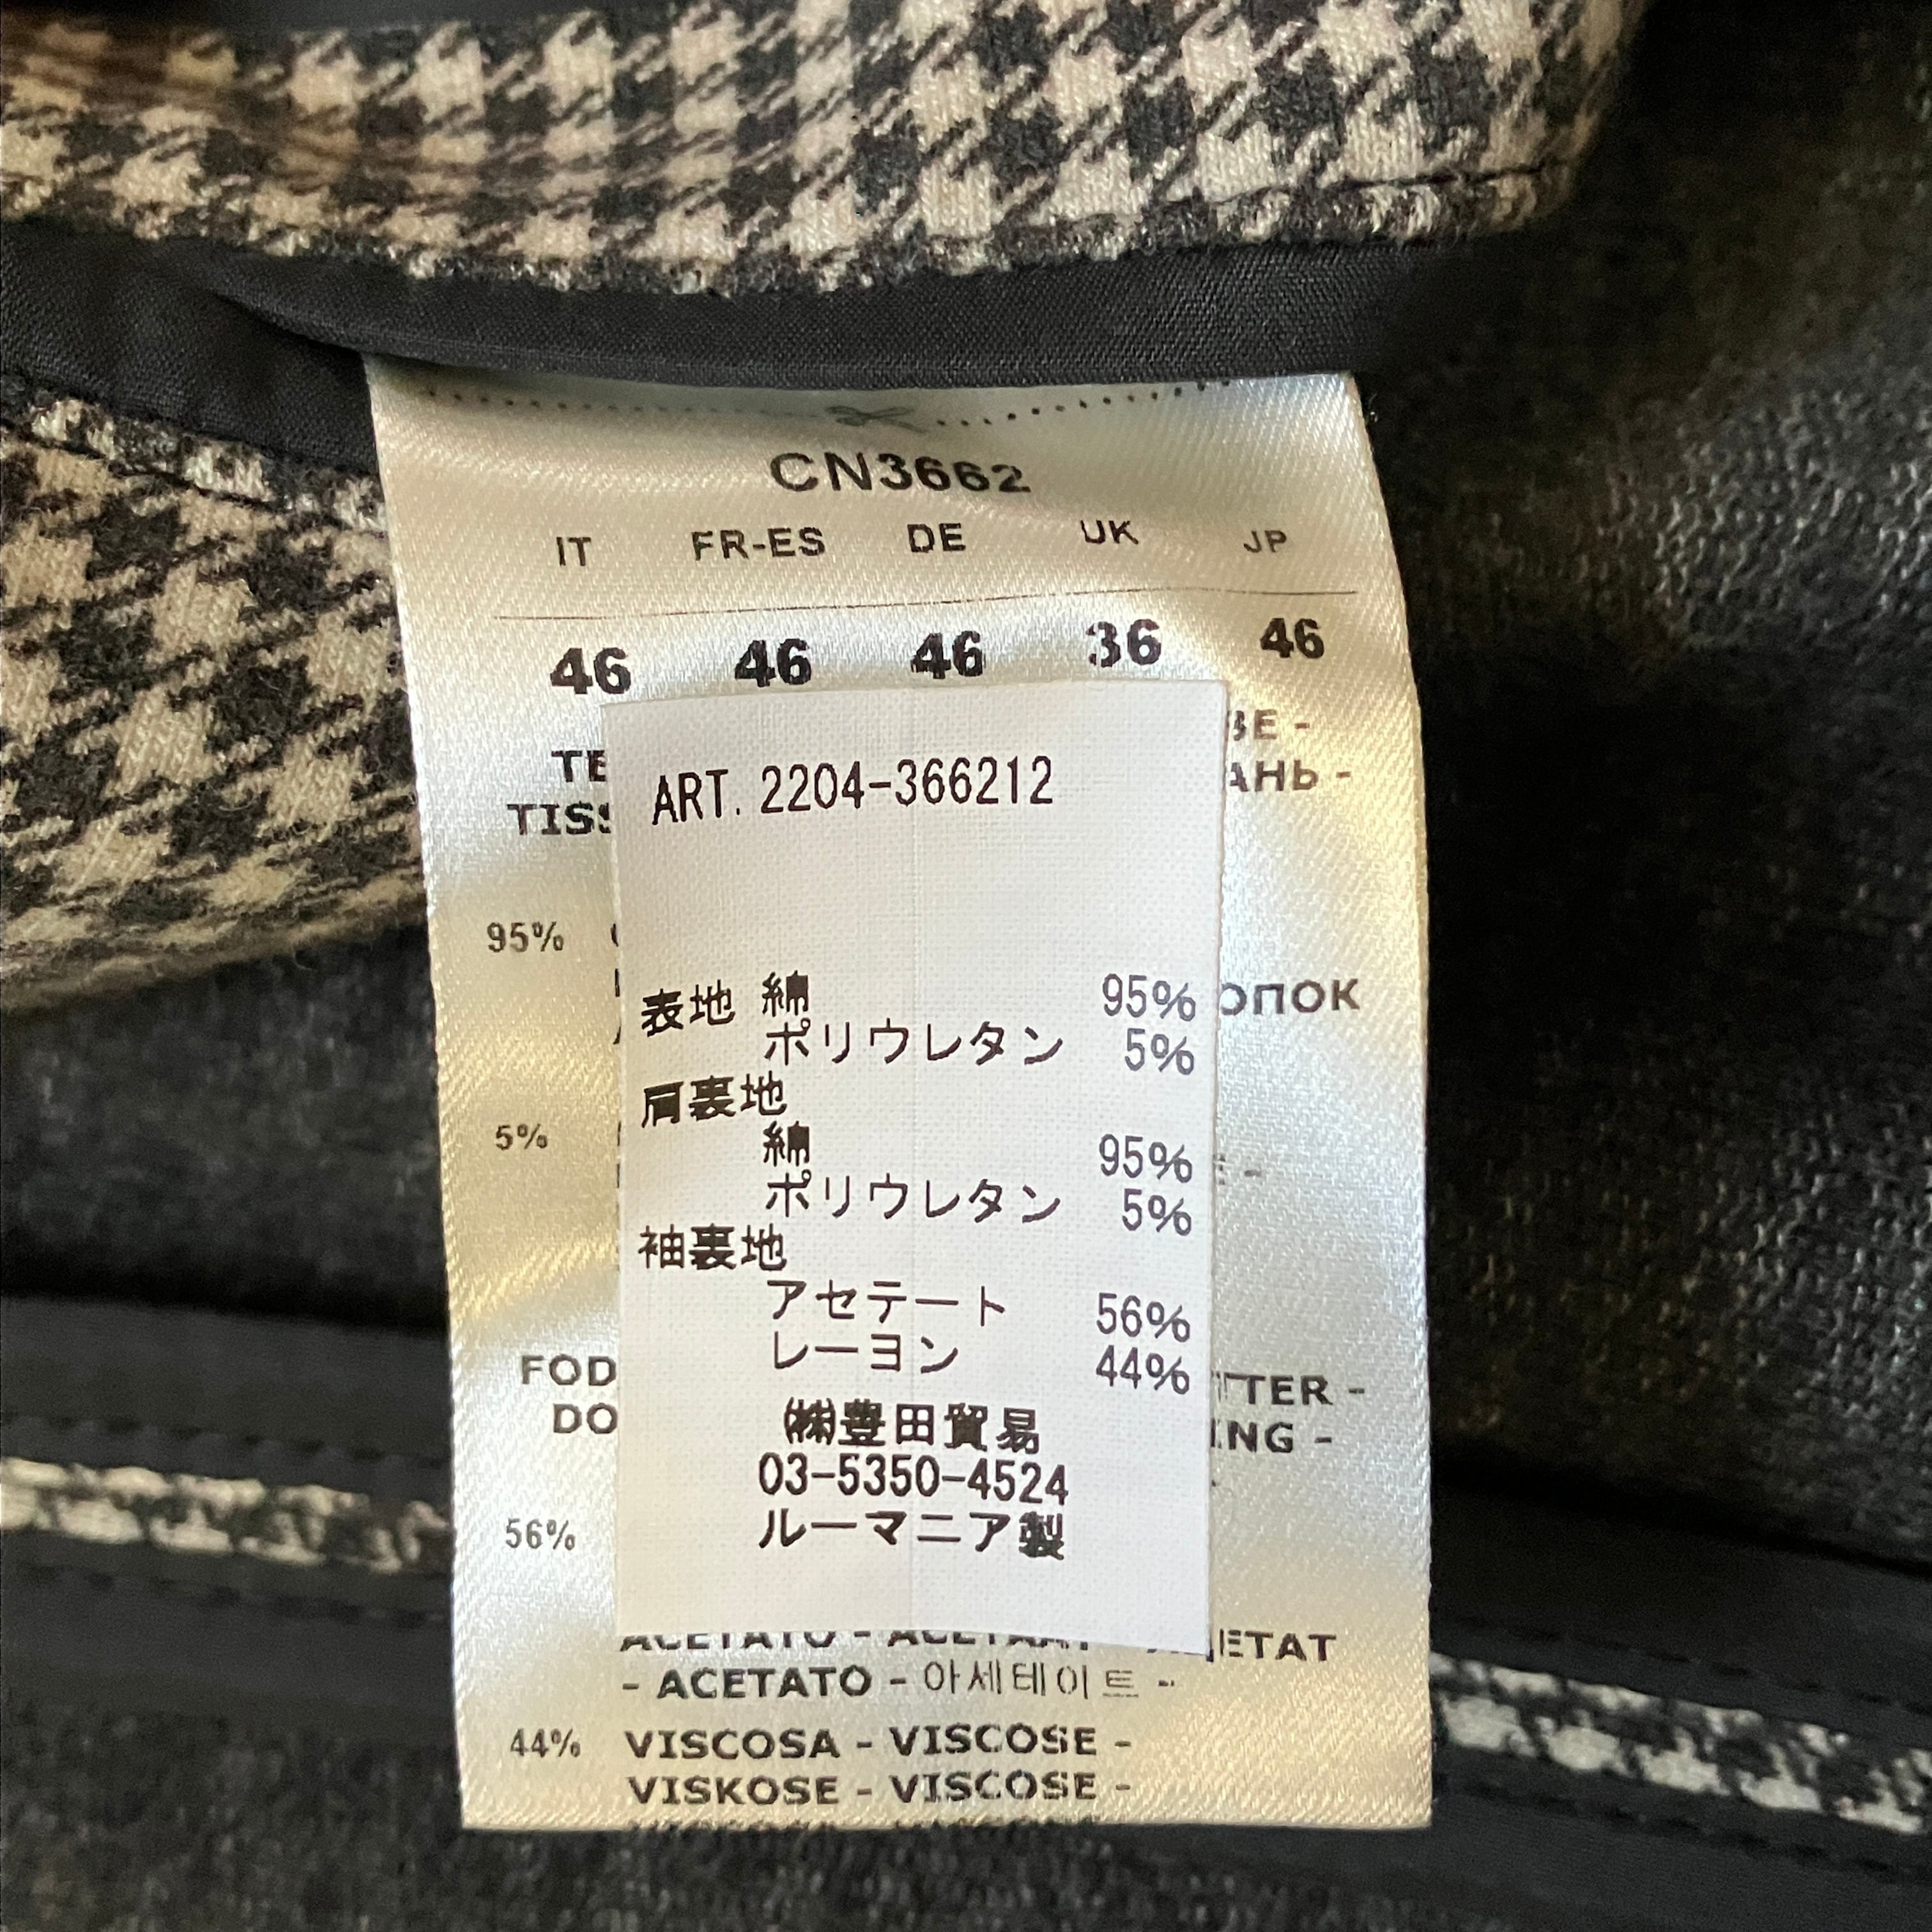 CN3662
IT FR-ES DE UK JP
46 46 46 36 46
ART. 2204-366212
95%
表地 綿 95%
ポリウレタン 5%
肩裏地
5%
綿 95%
ポリウレタン 5%
袖裏地
アセテート 56%
レーヨン 44%
㈱豊田貿易
03-5350-4524
56%
ルーマニア製
- ACETATO - 아세테이트 -
44% VISCOSA - VISCOSE -
VISKOSE - VISCOSE -